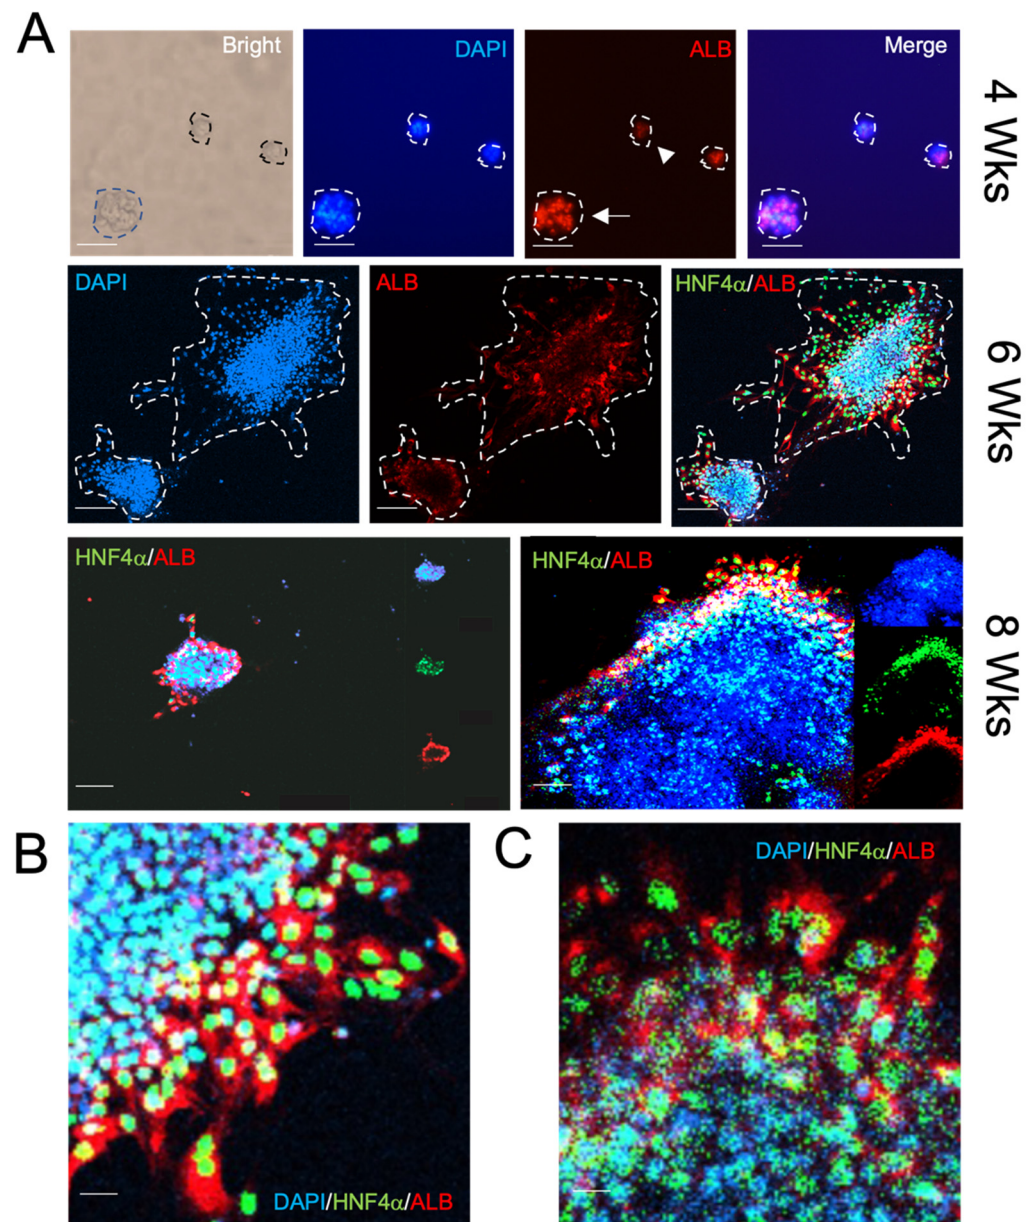 A
Bright
DAPI
ALB
Merge
4 Wks
DAPI
ALB
HNF4α/ALB
6 Wks
HNF4α/ALB
HNF4α/ALB
8 Wks
B
DAPI/HNF4α/ALB
C
DAPI/HNF4α/ALB